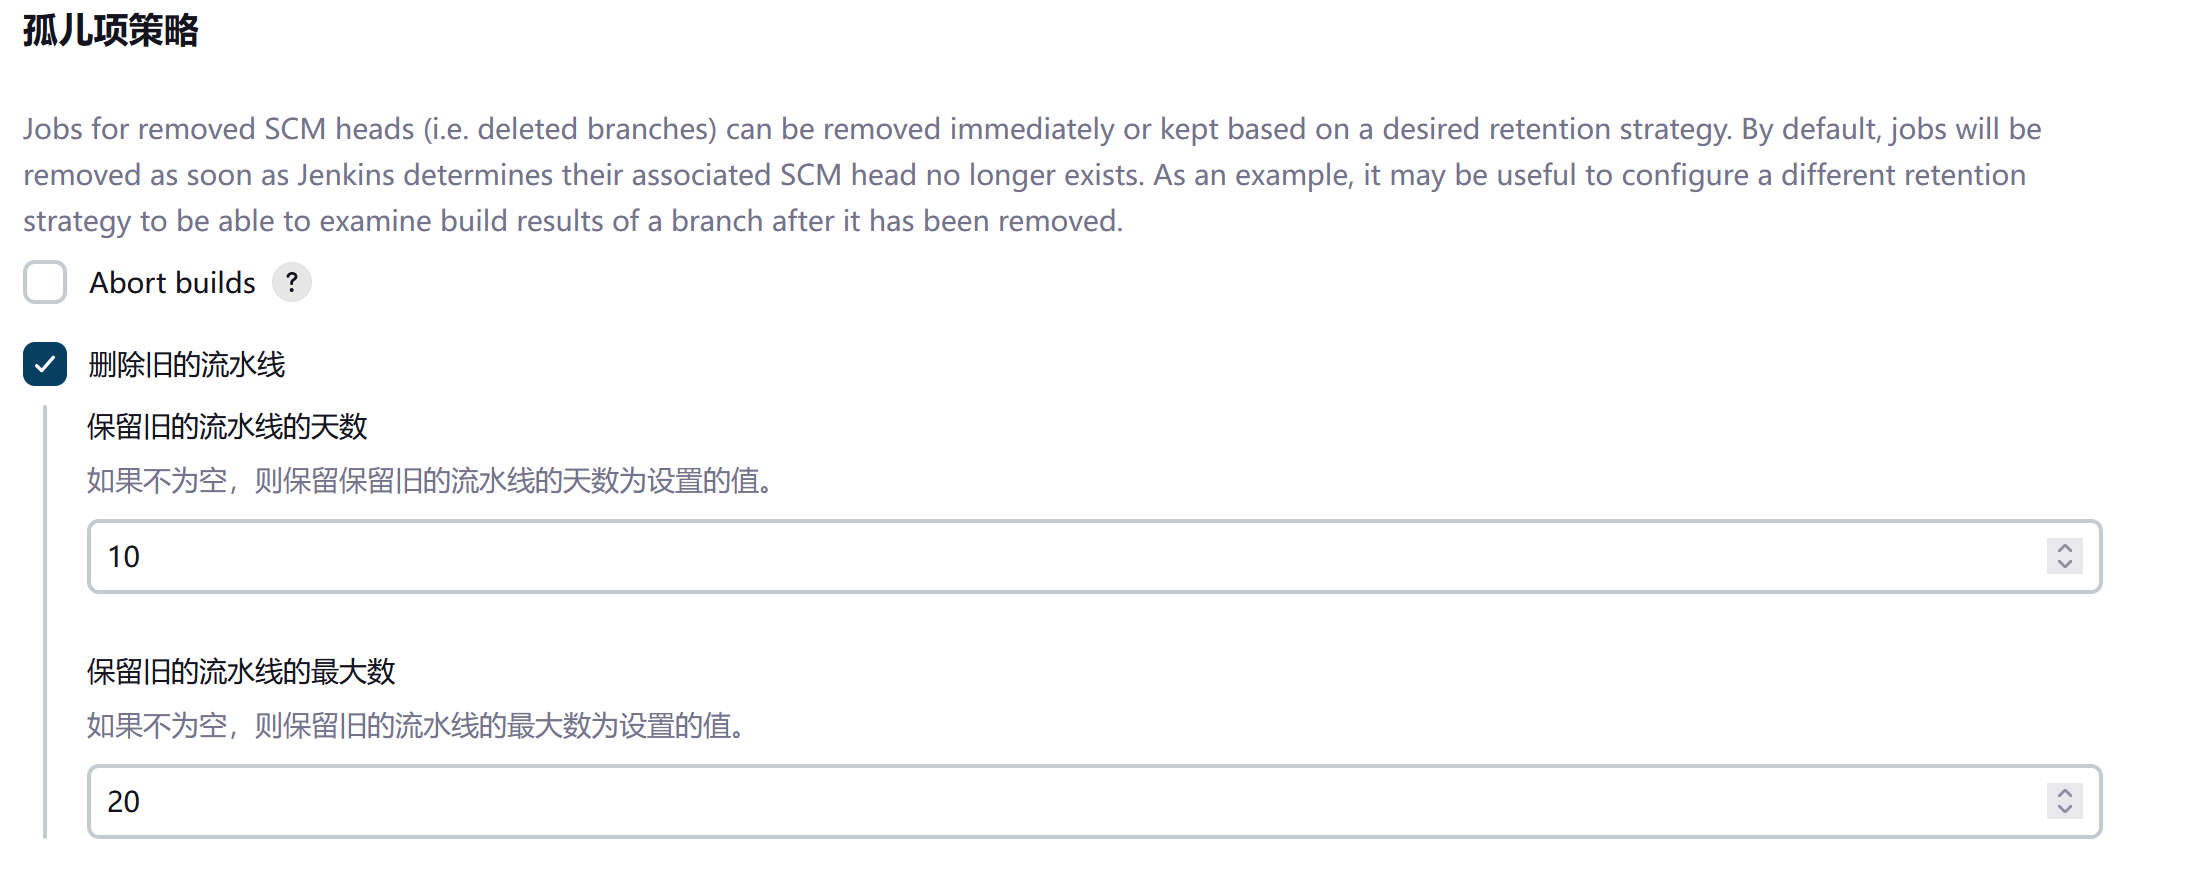 孤儿项策略
Jobs for removed SCM heads (i.e. deleted branches) can be removed immediately or kept based on a desired retention strategy. By default, jobs will be
removed as soon as Jenkins determines their associated SCM head no longer exists. As an example, it may be useful to configure a different retention
strategy to be able to examine build results of a branch after it has been removed.
Abort builds ?
删除旧的流水线
保留旧的流水线的天数
如果不为空，则保留保留旧的流水线的天数为设置的值。
10
保留旧的流水线的最大数
如果不为空，则保留旧的流水线的最大数为设置的值。
20